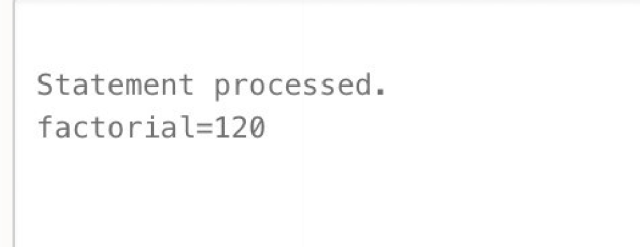 Statement processed.
factorial=120